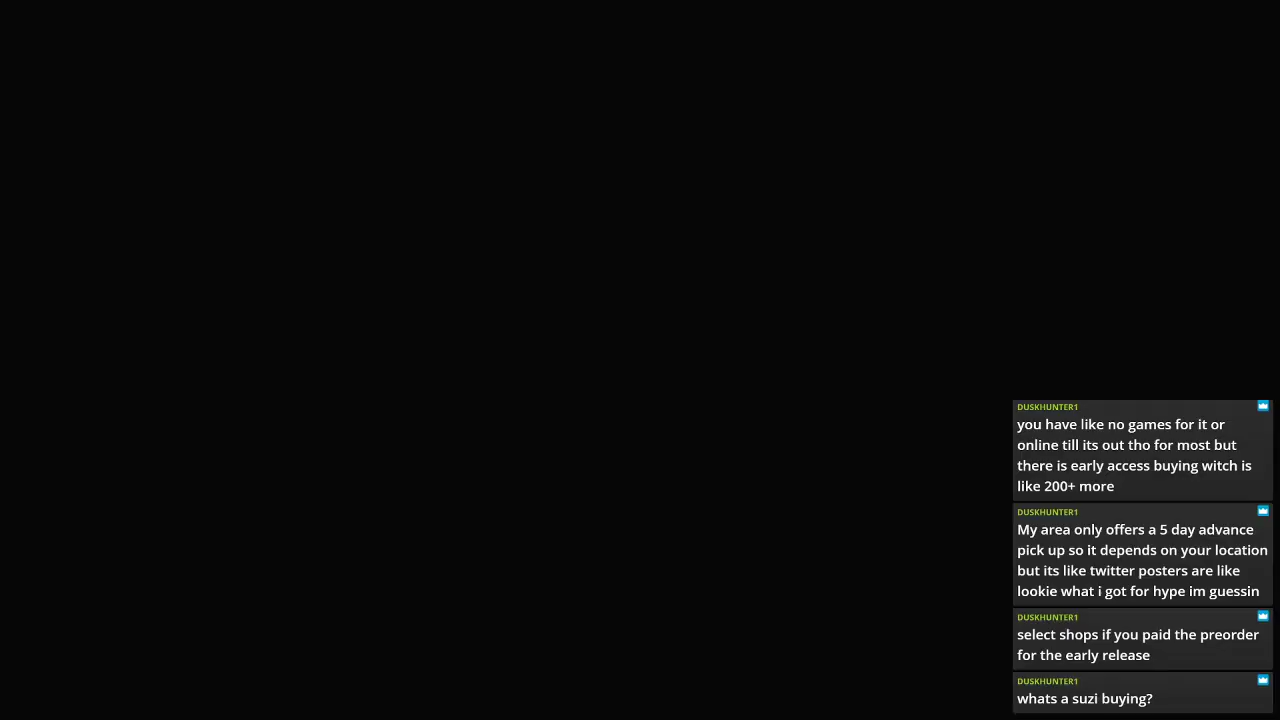 DUSKHUNTER1
you have like no games for it or
online till its out tho for most but
there is early access buying witch is
like 200+ more
DUSKHUNTER1
My area only offers a 5 day advance
pick up so it depends on your location
but its like twitter posters are like
lookie what i got for hype im guessin
DUSKHUNTER1
select shops if you paid the preorder
for the early release
DUSKHUNTER1
whats a suzi buying?